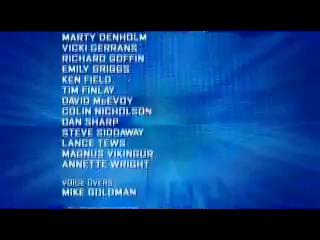 MARTY DENHOLM
VICKI GERRANS
RICHARD GOFFIN
EMILY GRIGGS
KEN FIELD
TIM FINLAY
DAVID McEVOY
COLIN NICHOLSON
DAN SHARP
STEVE SIDDAWAY
LANCE TEWS
MAGNUS VIKINGUR
ANNETTE WRIGHT
VOICE OVERS
MIKE GOLDMAN